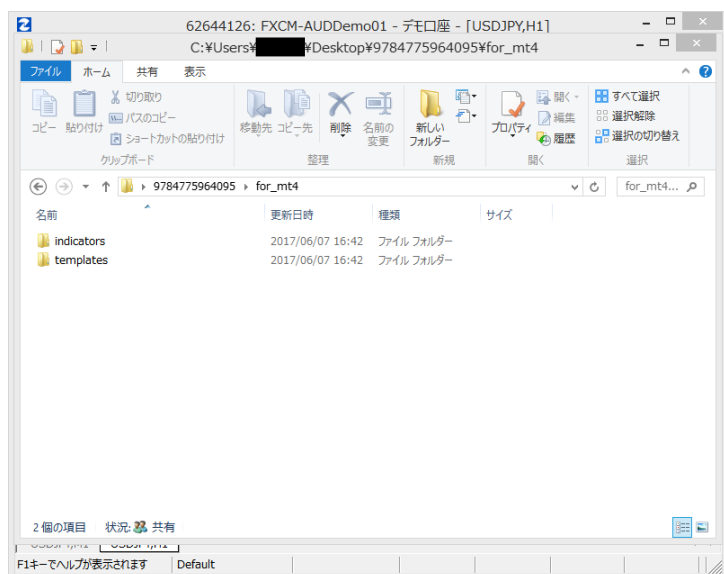 62644126: FXCM-AUDDemo01 - デモ口座 - [USDJPY,H1]
C:¥Users¥ ¥Desktop¥9784775964095¥for_mt4
ファイル ホーム 共有 表示
コピー 貼り付け 切り取り パスのコピー ショートカットの貼り付け
移動先 コピー先 削除 名前の変更
新しいフォルダー
プロパティ 開く 編集 履歴
すべて選択 選択解除 選択の切り替え
クリップボード 整理 新規 開く 選択
9784775964095 for_mt4 for_mt4...
名前 更新日時 種類 サイズ
indicators 2017/06/07 16:42 ファイル フォルダー
templates 2017/06/07 16:42 ファイル フォルダー
2 個の項目 状況: 共有
USDJPY,H1 USDJPY,H1
F1キーでヘルプが表示されます Default